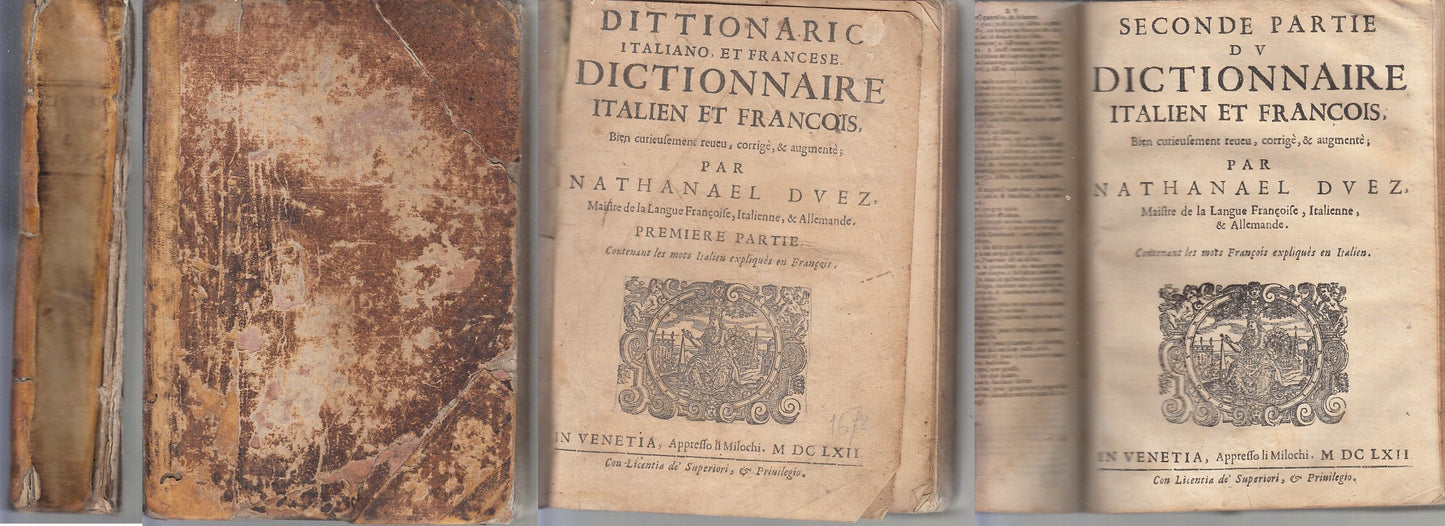 DITTIONARIC
ITALIANO. ET FRANCESE.
DICTIONNAIRE
ITALIEN ET FRANCOIS,
Bien curieuſement reueu, corrigè, & augmentè;
PAR
NATHANAEL DVEZ,
Maiſtre de la Langue Françoiſe, Italienne, & Allemande.
PREMIERE PARTIE
Contenant les mots Italien expliquès en François.
1678
IN VENETIA, Appreſſo li Milochi. M DC LXII
Con Licentia de' Superiori, & Priuilegio.
SECONDE PARTIE
DV
DICTIONNAIRE
ITALIEN ET FRANCOIS,
Bien curieuſement reueu, corrigè, & augmentè;
PAR
NATHANAEL DVEZ,
Maiſtre de la Langue Françoiſe, Italienne,
& Allemande.
Contenant les mots François expliquès en Italien.
IN VENETIA, Appreſſo li Milochi. M DC LXII
Con Licentia de' Superiori, & Priuilegio.